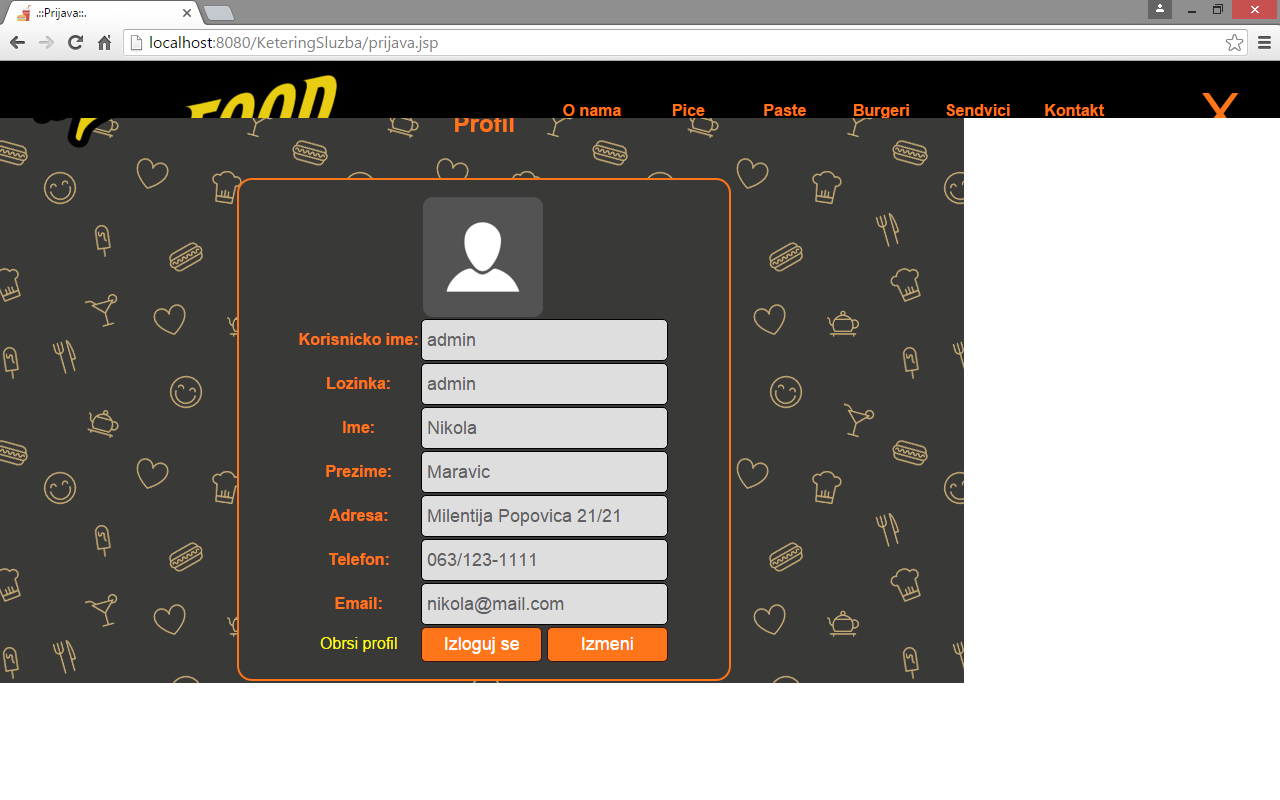 .::Prijava::.
localhost:8080/KeteringSluzba/prijava.jsp
FOOD
O nama Pice Paste Burgeri Sendvici Kontakt X
Profil
Korisnicko ime: admin
Lozinka: admin
Ime: Nikola
Prezime: Maravic
Adresa: Milentija Popovica 21/21
Telefon: 063/123-1111
Email: nikola@mail.com
Obrsi profil Izloguj se Izmeni